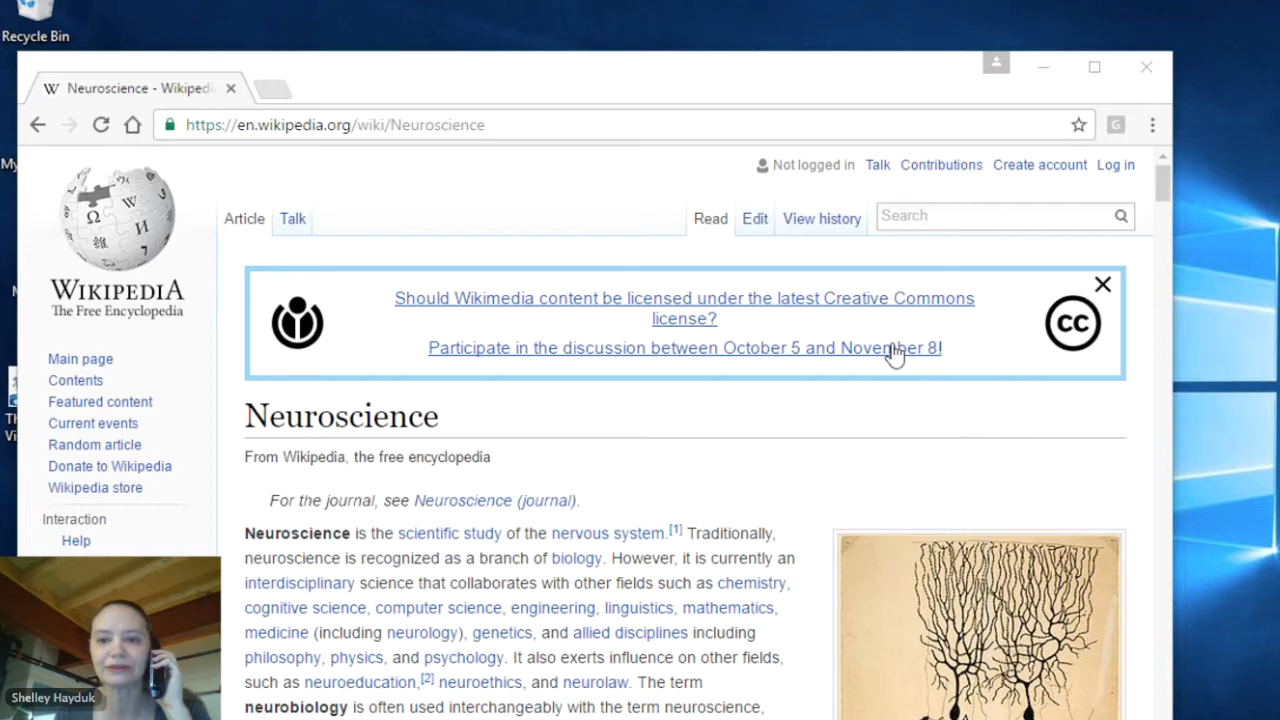 Recycle Bin
Neuroscience - Wikipedi
https://en.wikipedia.org/wiki/Neuroscience
G
Not logged in Talk Contributions Create account Log in
Article Talk Read Edit View history Search
WIKIPEDIA
The Free Encyclopedia
Should Wikimedia content be licensed under the latest Creative Commons
license?
Participate in the discussion between October 5 and November 8!
cc
Main page
Contents
Featured content
Current events
Random article
Donate to Wikipedia
Wikipedia store
Interaction
Help
Neuroscience
From Wikipedia, the free encyclopedia
For the journal, see Neuroscience (journal).
Neuroscience is the scientific study of the nervous system.[1] Traditionally,
neuroscience is recognized as a branch of biology. However, it is currently an
interdisciplinary science that collaborates with other fields such as chemistry,
cognitive science, computer science, engineering, linguistics, mathematics,
medicine (including neurology), genetics, and allied disciplines including
philosophy, physics, and psychology. It also exerts influence on other fields,
such as neuroeducation,[2] neuroethics, and neurolaw. The term
neurobiology is often used interchangeably with the term neuroscience,
Shelley Hayduk